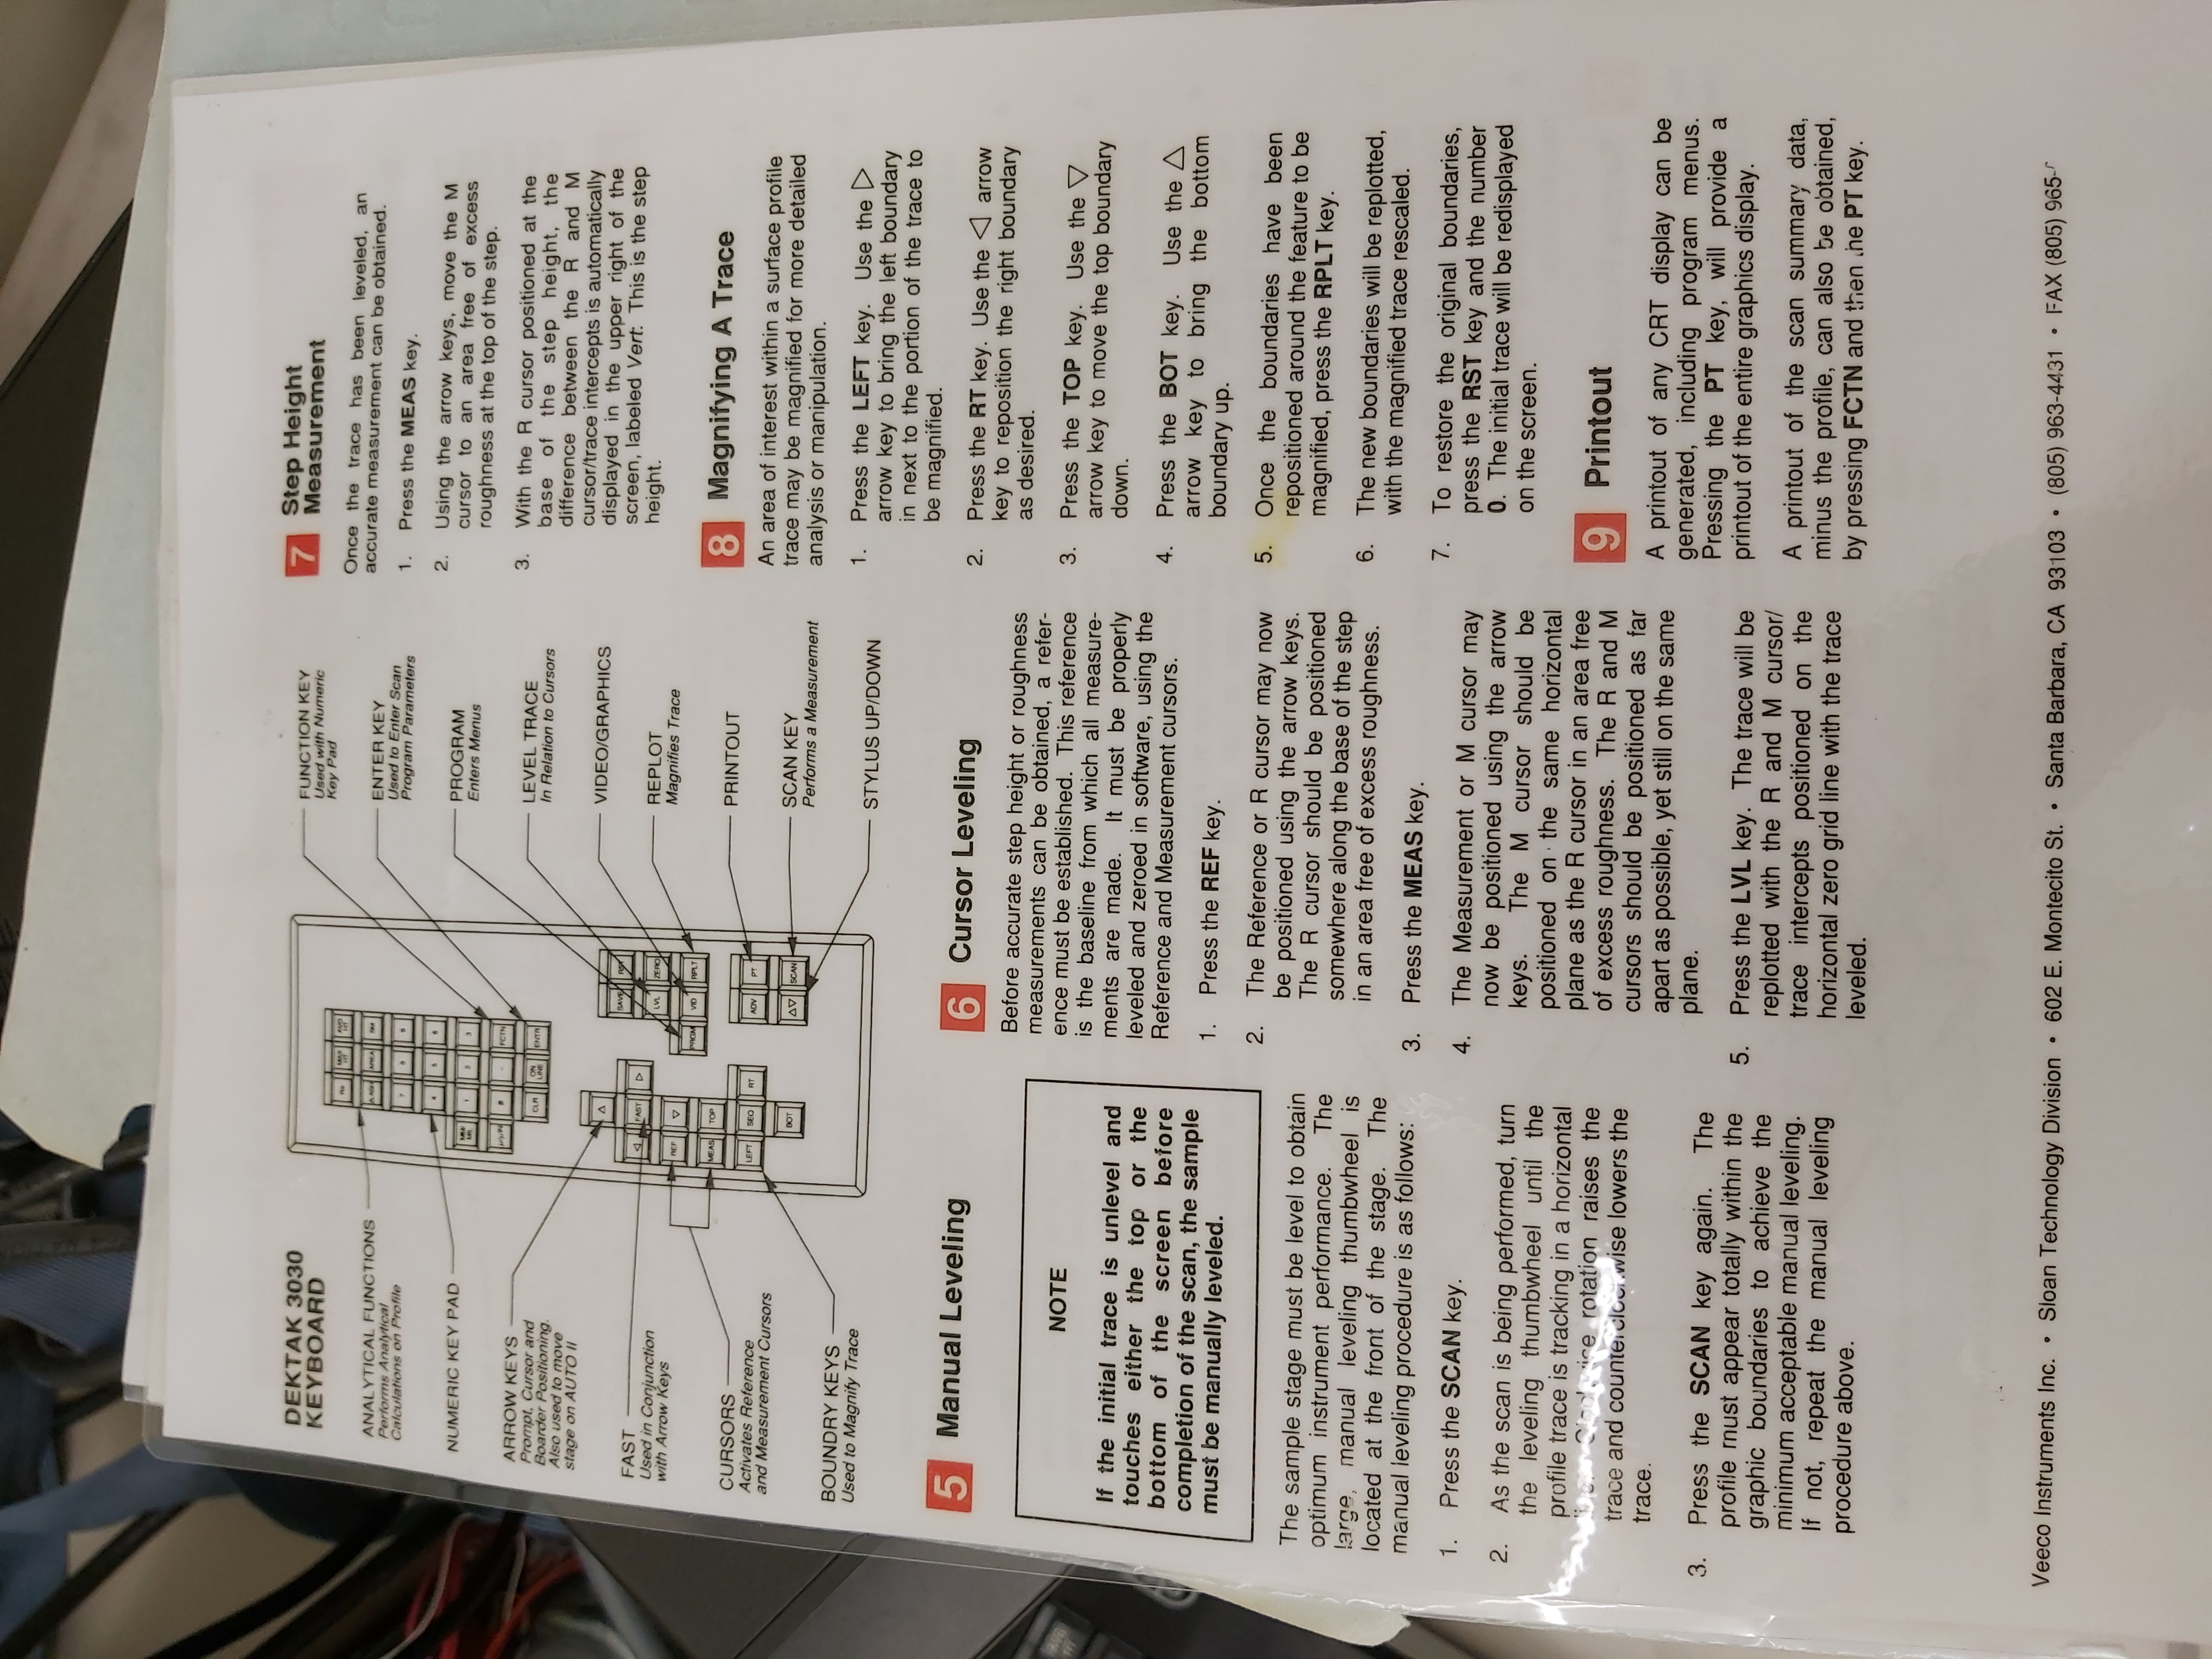 DEKTAK 3030
KEYBOARD
ANALYTICAL FUNCTIONS
Performs Analytical
Calculations on Profile
NUMERIC KEY PAD
ARROW KEYS
Prompt, Cursor and
Boarder Positioning.
Also used to move
stage on AUTO II
FAST
Used in Conjunction
with Arrow Keys
CURSORS
Activates Reference
and Measurement Cursors
BOUNDRY KEYS
Used to Magnify Trace
AREA
7 8 9
4 5 6
1 2 3
FCTN
CLR ON LINE ENTR
△
◁ FAST ▷
REF ▽
MEAS TOP
LEFT SEQ RT
BOT
SAVE RST
LVL ZERO
PRGM VID RPLT
ADV PT
△▽ SCAN
FUNCTION KEY
Used with Numeric
Key Pad
ENTER KEY
Used to Enter Scan
Program Parameters
PROGRAM
Enters Menus
LEVEL TRACE
In Relation to Cursors
VIDEO/GRAPHICS
REPLOT
Magnifies Trace
PRINTOUT
SCAN KEY
Performs a Measurement
STYLUS UP/DOWN
5 Manual Leveling
NOTE
If the initial trace is unlevel and
touches either the top or the
bottom of the screen before
completion of the scan, the sample
must be manually leveled.
The sample stage must be level to obtain
optimum instrument performance. The
large, manual leveling thumbwheel is
located at the front of the stage. The
manual leveling procedure is as follows:
1. Press the SCAN key.
2. As the scan is being performed, turn
the leveling thumbwheel until the
profile trace is tracking in a horizontal
line. Clockwise rotation raises the
trace and counterclockwise lowers the
trace.
3. Press the SCAN key again. The
profile must appear totally within the
graphic boundaries to achieve the
minimum acceptable manual leveling.
If not, repeat the manual leveling
procedure above.
6 Cursor Leveling
Before accurate step height or roughness
measurements can be obtained, a refer-
ence must be established. This reference
is the baseline from which all measure-
ments are made. It must be properly
leveled and zeroed in software, using the
Reference and Measurement cursors.
1. Press the REF key.
2. The Reference or R cursor may now
be positioned using the arrow keys.
The R cursor should be positioned
somewhere along the base of the step
in an area free of excess roughness.
3. Press the MEAS key.
4. The Measurement or M cursor may
now be positioned using the arrow
keys. The M cursor should be
positioned on the same horizontal
plane as the R cursor in an area free
of excess roughness. The R and M
cursors should be positioned as far
apart as possible, yet still on the same
plane.
5. Press the LVL key. The trace will be
replotted with the R and M cursor/
trace intercepts positioned on the
horizontal zero grid line with the trace
leveled.
7 Step Height
Measurement
Once the trace has been leveled, an
accurate measurement can be obtained.
1. Press the MEAS key.
2. Using the arrow keys, move the M
cursor to an area free of excess
roughness at the top of the step.
3. With the R cursor positioned at the
base of the step height, the
difference between the R and M
cursor/trace intercepts is automatically
displayed in the upper right of the
screen, labeled Vert: This is the step
height.
8 Magnifying A Trace
An area of interest within a surface profile
trace may be magnified for more detailed
analysis or manipulation.
1. Press the LEFT key. Use the ▷
arrow key to bring the left boundary
in next to the portion of the trace to
be magnified.
2. Press the RT key. Use the ◁ arrow
key to reposition the right boundary
as desired.
3. Press the TOP key. Use the ▽
arrow key to move the top boundary
down.
4. Press the BOT key. Use the △
arrow key to bring the bottom
boundary up.
5. Once the boundaries have been
repositioned around the feature to be
magnified, press the RPLT key.
6. The new boundaries will be replotted,
with the magnified trace rescaled.
7. To restore the original boundaries,
press the RST key and the number
0. The initial trace will be redisplayed
on the screen.
9 Printout
A printout of any CRT display can be
generated, including program menus.
Pressing the PT key, will provide a
printout of the entire graphics display.
A printout of the scan summary data,
minus the profile, can also be obtained,
by pressing FCTN and then the PT key.
Veeco Instruments Inc. • Sloan Technology Division • 602 E. Montecito St. • Santa Barbara, CA 93103 • (805) 963-4431 • FAX (805) 965-